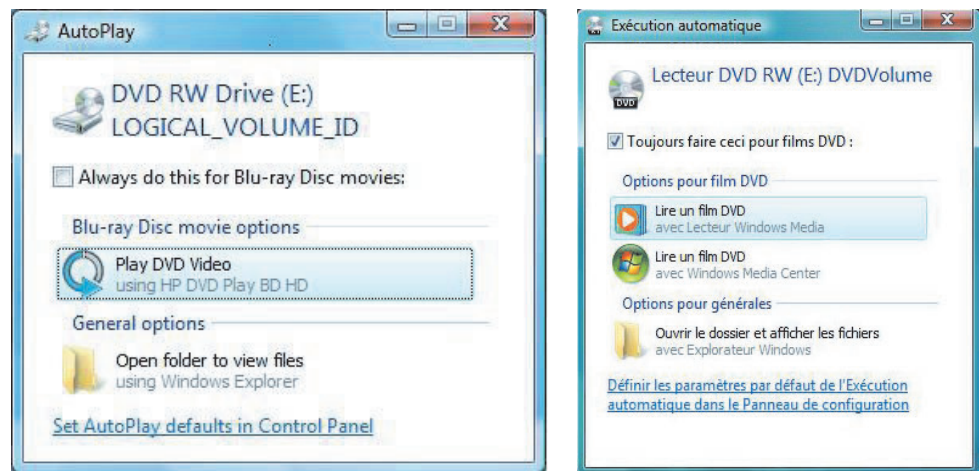 AutoPlay
DVD RW Drive (E:)
LOGICAL_VOLUME_ID
Always do this for Blu-ray Disc movies:
Blu-ray Disc movie options
Play DVD Video
using HP DVD Play BD HD
General options
Open folder to view files
using Windows Explorer
Set AutoPlay defaults in Control Panel
Exécution automatique
Lecteur DVD RW (E:) DVDVolume
DVD
Toujours faire ceci pour films DVD :
Options pour film DVD
Lire un film DVD
avec Lecteur Windows Media
Lire un film DVD
avec Windows Media Center
Options pour générales
Ouvrir le dossier et afficher les fichiers
avec Explorateur Windows
Définir les paramètres par défaut de l'Exécution
automatique dans le Panneau de configuration